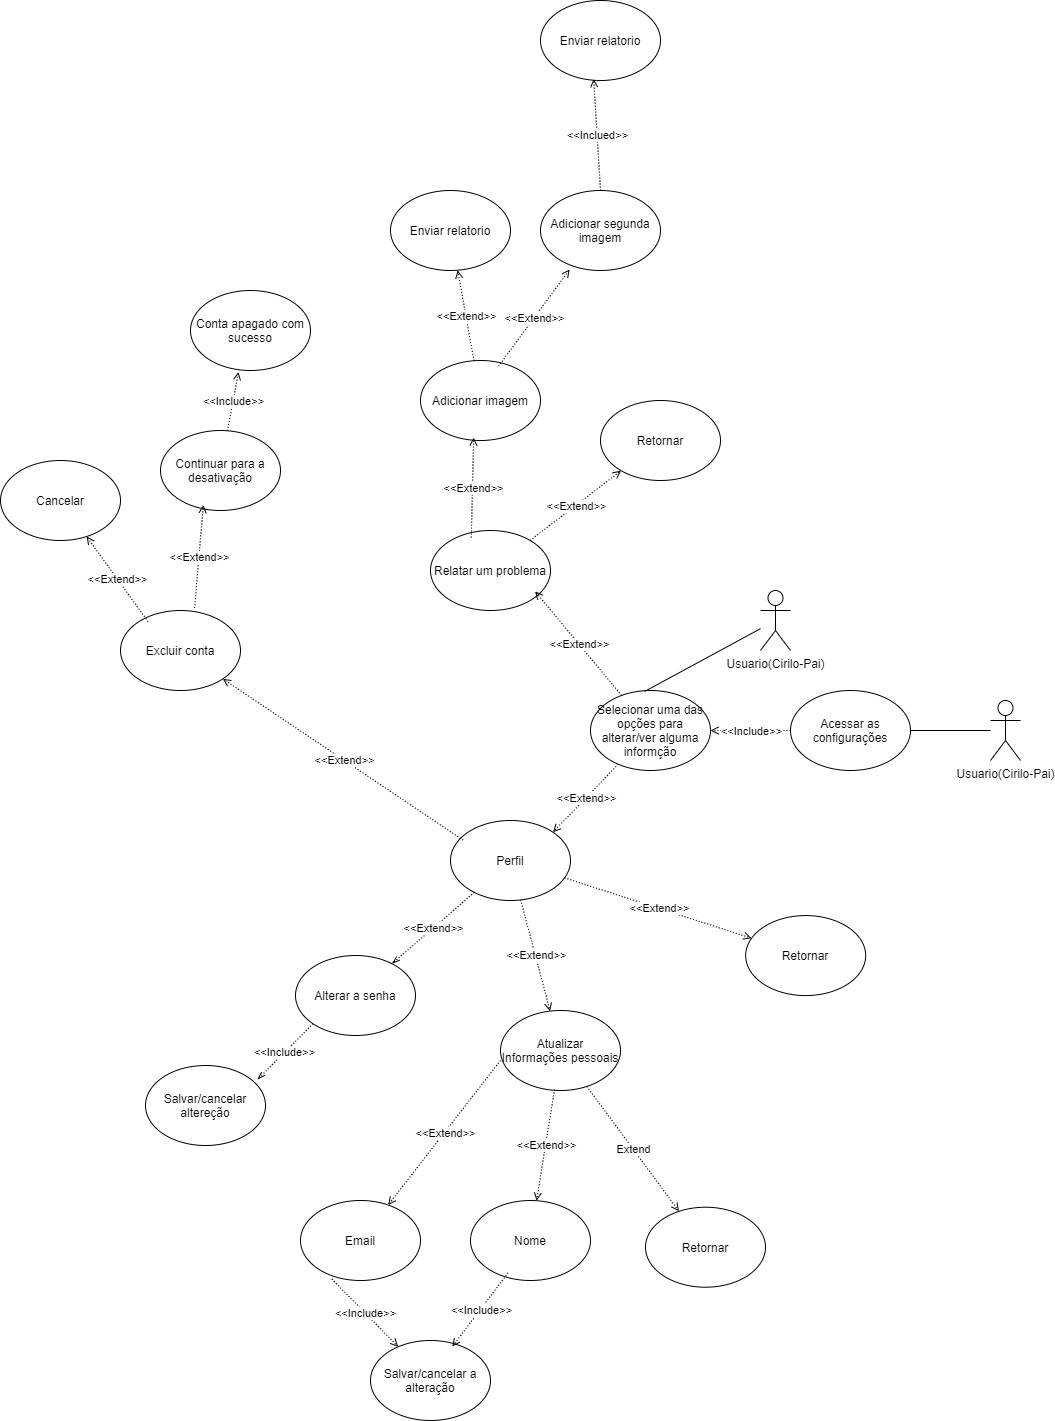 Enviar relatorio
<<Inclued>>
Enviar relatorio
Adicionar segunda
imagem
<<Extend>>
<<Extend>>
Conta apagado com
sucesso
<<Include>>
Adicionar imagem
Retornar
Continuar para a
desativação
Cancelar
<<Extend>>
<<Extend>>
<<Extend>>
<<Extend>>
Relatar um problema
Excluir conta
<<Extend>>
Usuario(Cirilo-Pai)
Selecionar uma das
opções para
alterar/ver alguma
informção
<<Include>>
Acessar as
configurações
Usuario(Cirilo-Pai)
<<Extend>>
<<Extend>>
Perfil
<<Extend>>
<<Extend>>
<<Extend>>
Retornar
Alterar a senha
Atualizar
Informações pessoais
<<Include>>
Salvar/cancelar
altereção
<<Extend>>
<<Extend>>
Extend
Email
Nome
Retornar
<<Include>>
<<Include>>
Salvar/cancelar a
alteração